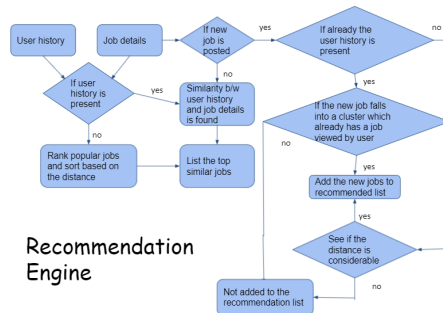 User history
Job details
If new
job is
posted
yes
If already the
user history is
present
no
If user
history is
present
yes
no
Similarity b/w
user history
and job details
is found
If the new job falls
into a cluster which
already has a job
viewed by user
no
no
Rank popular jobs
and sort based on
the distance
List the top
similar jobs
yes
Add the new jobs to
recommended list
yes
See if the
distance is
considerable
Recommendation
Engine
no
Not added to the
recommendation list